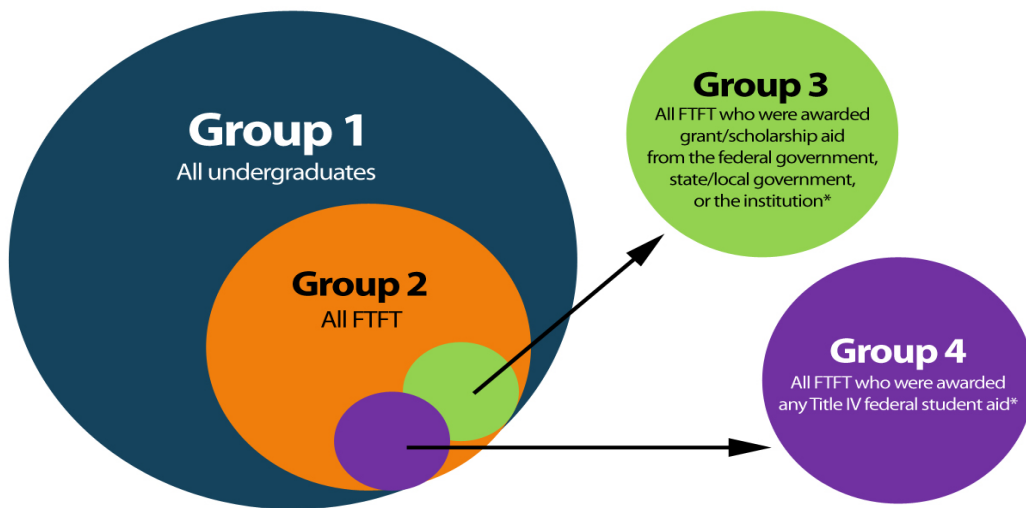 Group 1
All undergraduates
Group 2
All FTFT
Group 3
All FTFT who were awarded
grant/scholarship aid
from the federal government,
state/local government,
or the institution*
Group 4
All FTFT who were awarded
any Title IV federal student aid*